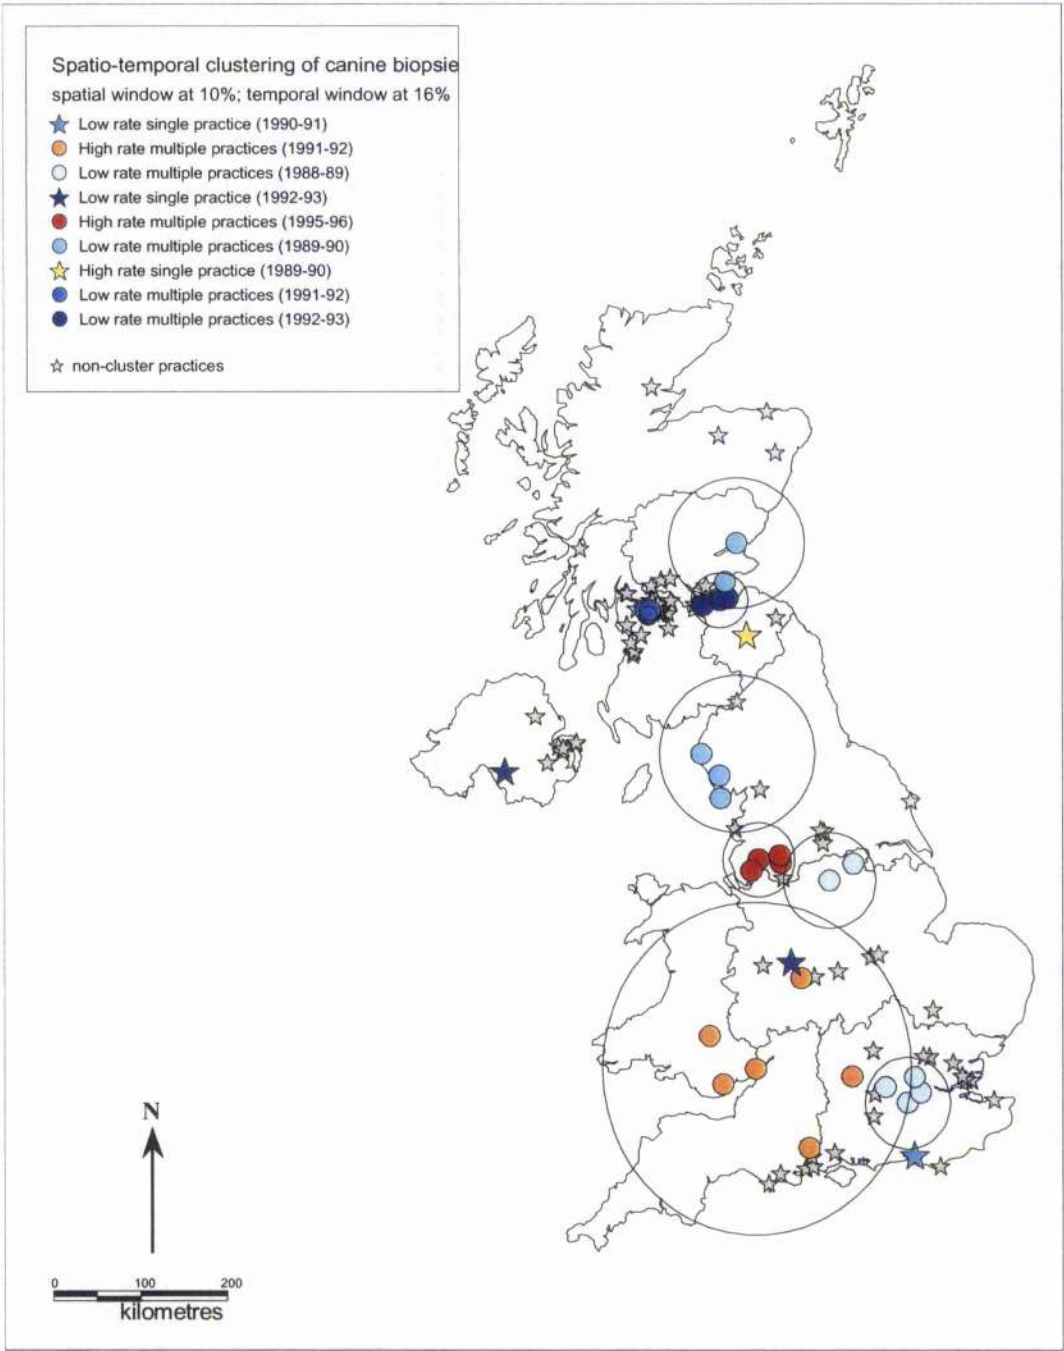 Spatio-temporal clustering of canine biopsie
spatial window at 10%; temporal window at 16%
Low rate single practice (1990-91)
High rate multiple practices (1991-92)
Low rate multiple practices (1988-89)
Low rate single practice (1992-93)
High rate multiple practices (1995-96)
Low rate multiple practices (1989-90)
High rate single practice (1989-90)
Low rate multiple practices (1991-92)
Low rate multiple practices (1992-93)
non-cluster practices
N
0 100 200
kilometres